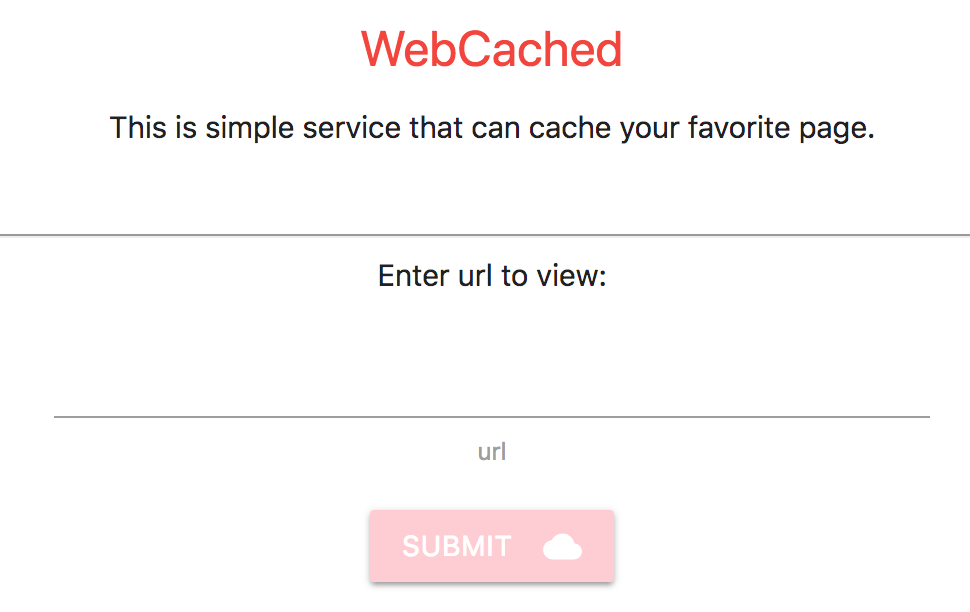 WebCached
This is simple service that can cache your favorite page.
Enter url to view:
url
SUBMIT